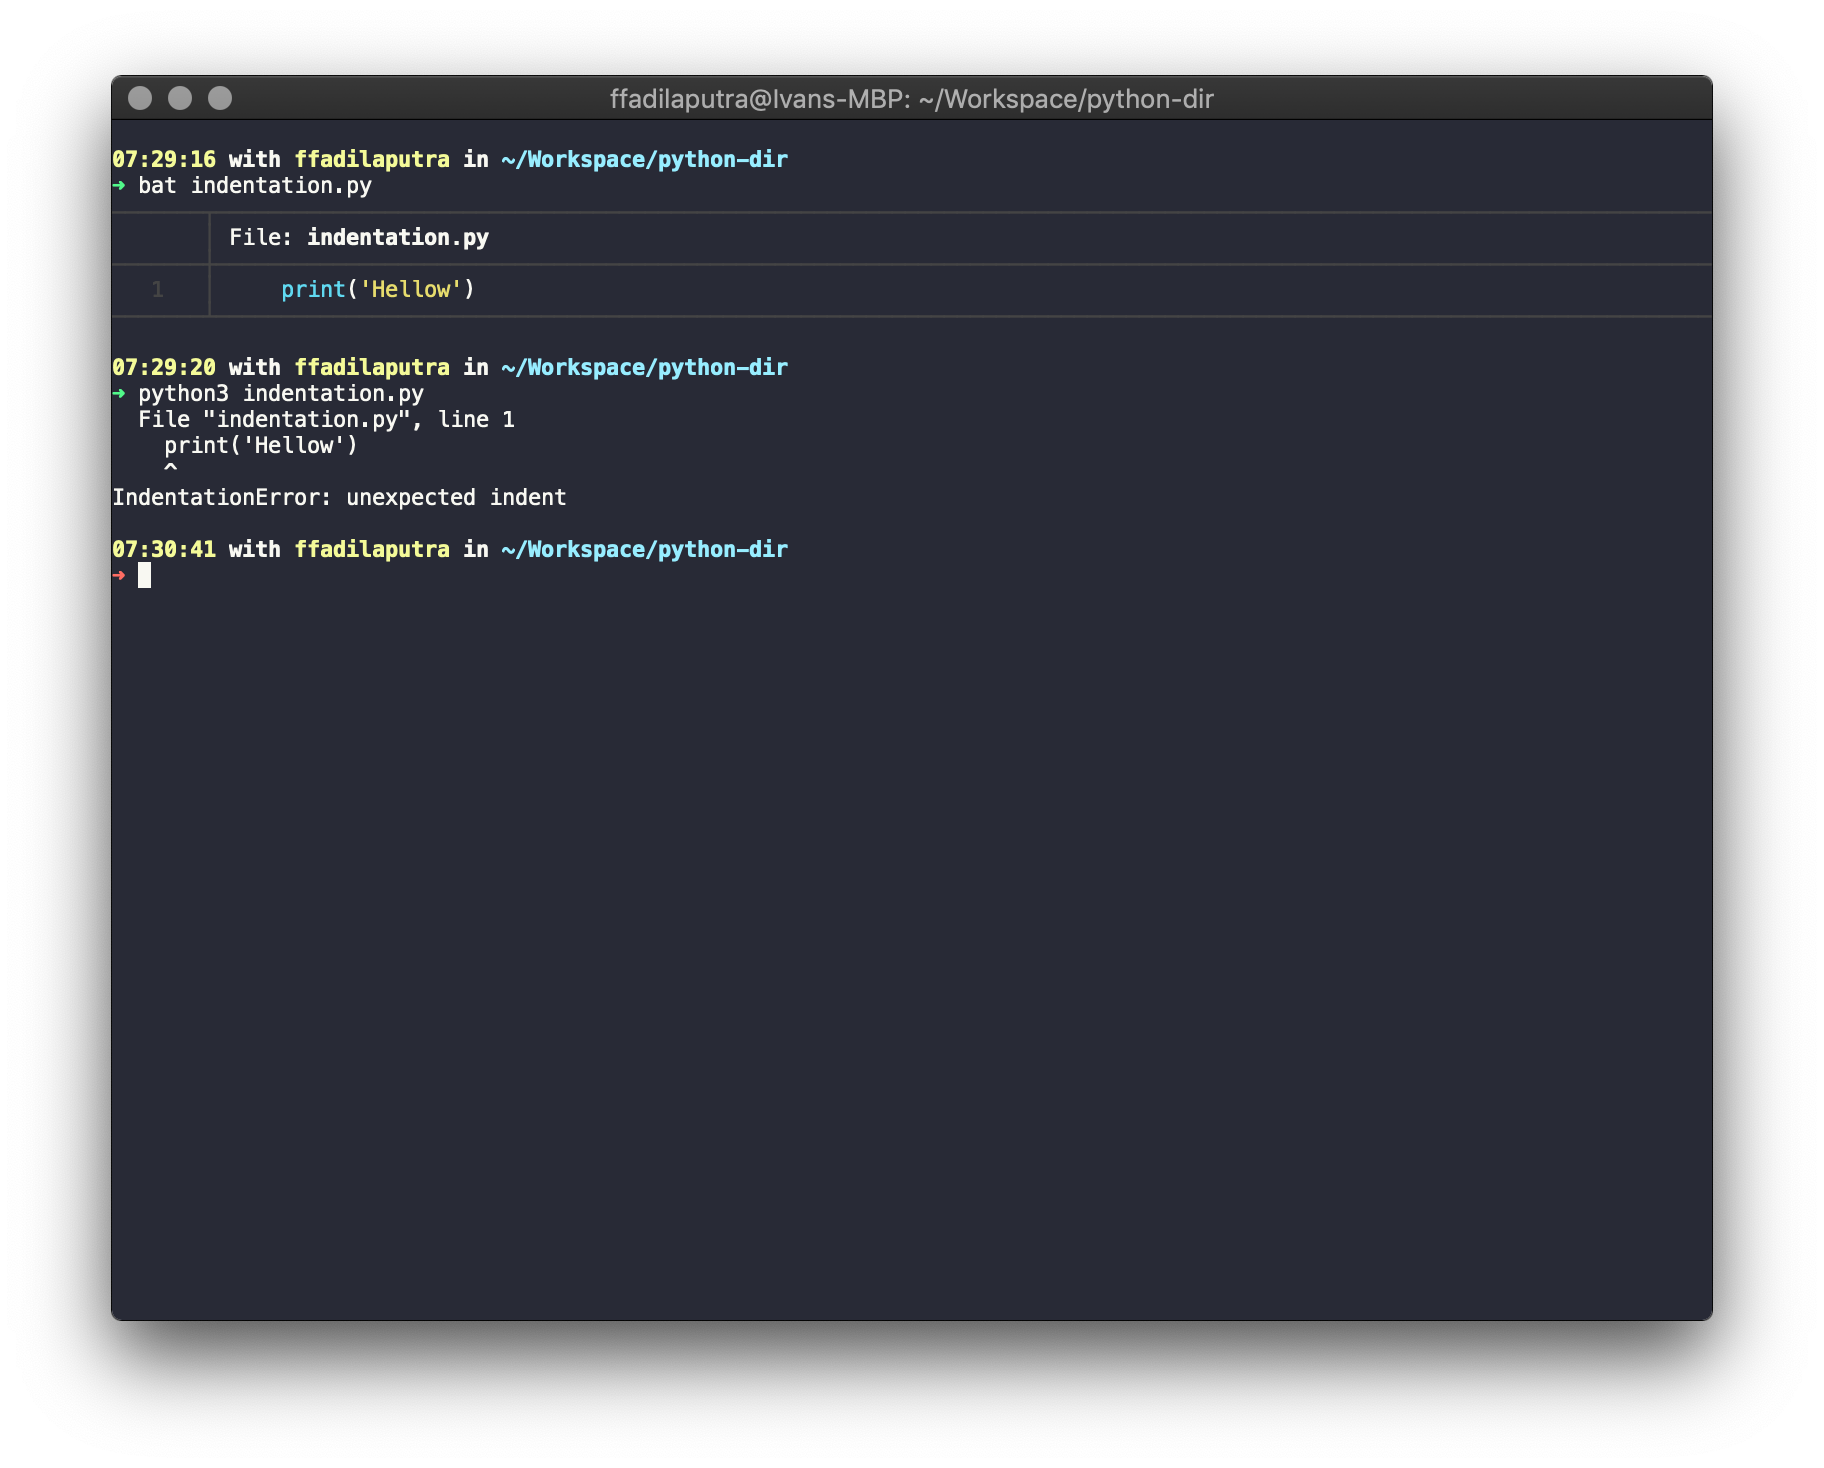 ffadilaputra@Ivans-MBP: ~/Workspace/python-dir
07:29:16 with ffadilaputra in ~/Workspace/python-dir
➜ bat indentation.py
File: indentation.py
1 print('Hellow')
07:29:20 with ffadilaputra in ~/Workspace/python-dir
➜ python3 indentation.py
File "indentation.py", line 1
print('Hellow')
^
IndentationError: unexpected indent
07:30:41 with ffadilaputra in ~/Workspace/python-dir
➜